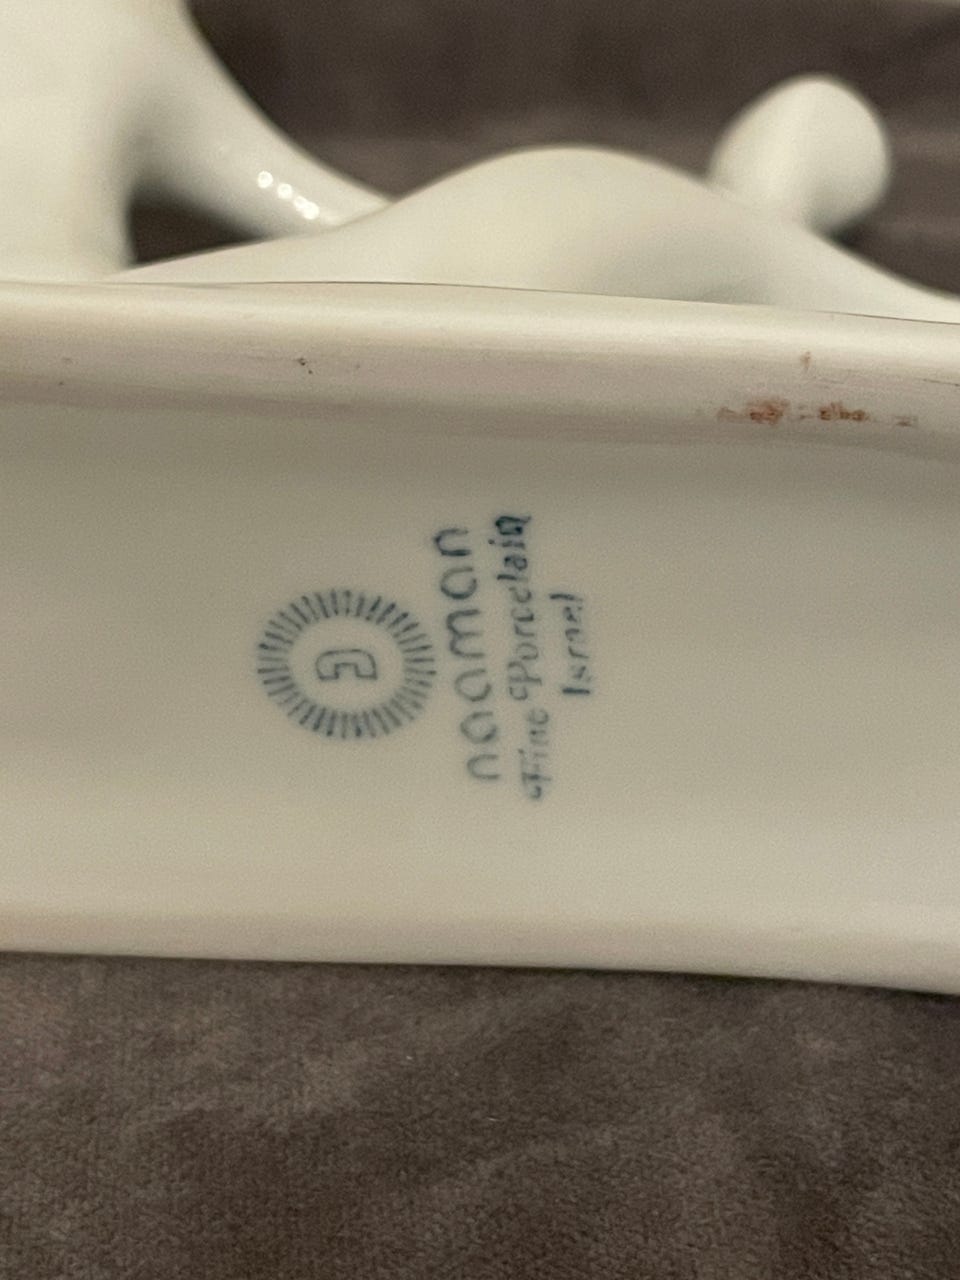 נ
naaman
Fine Porcelain
Israel